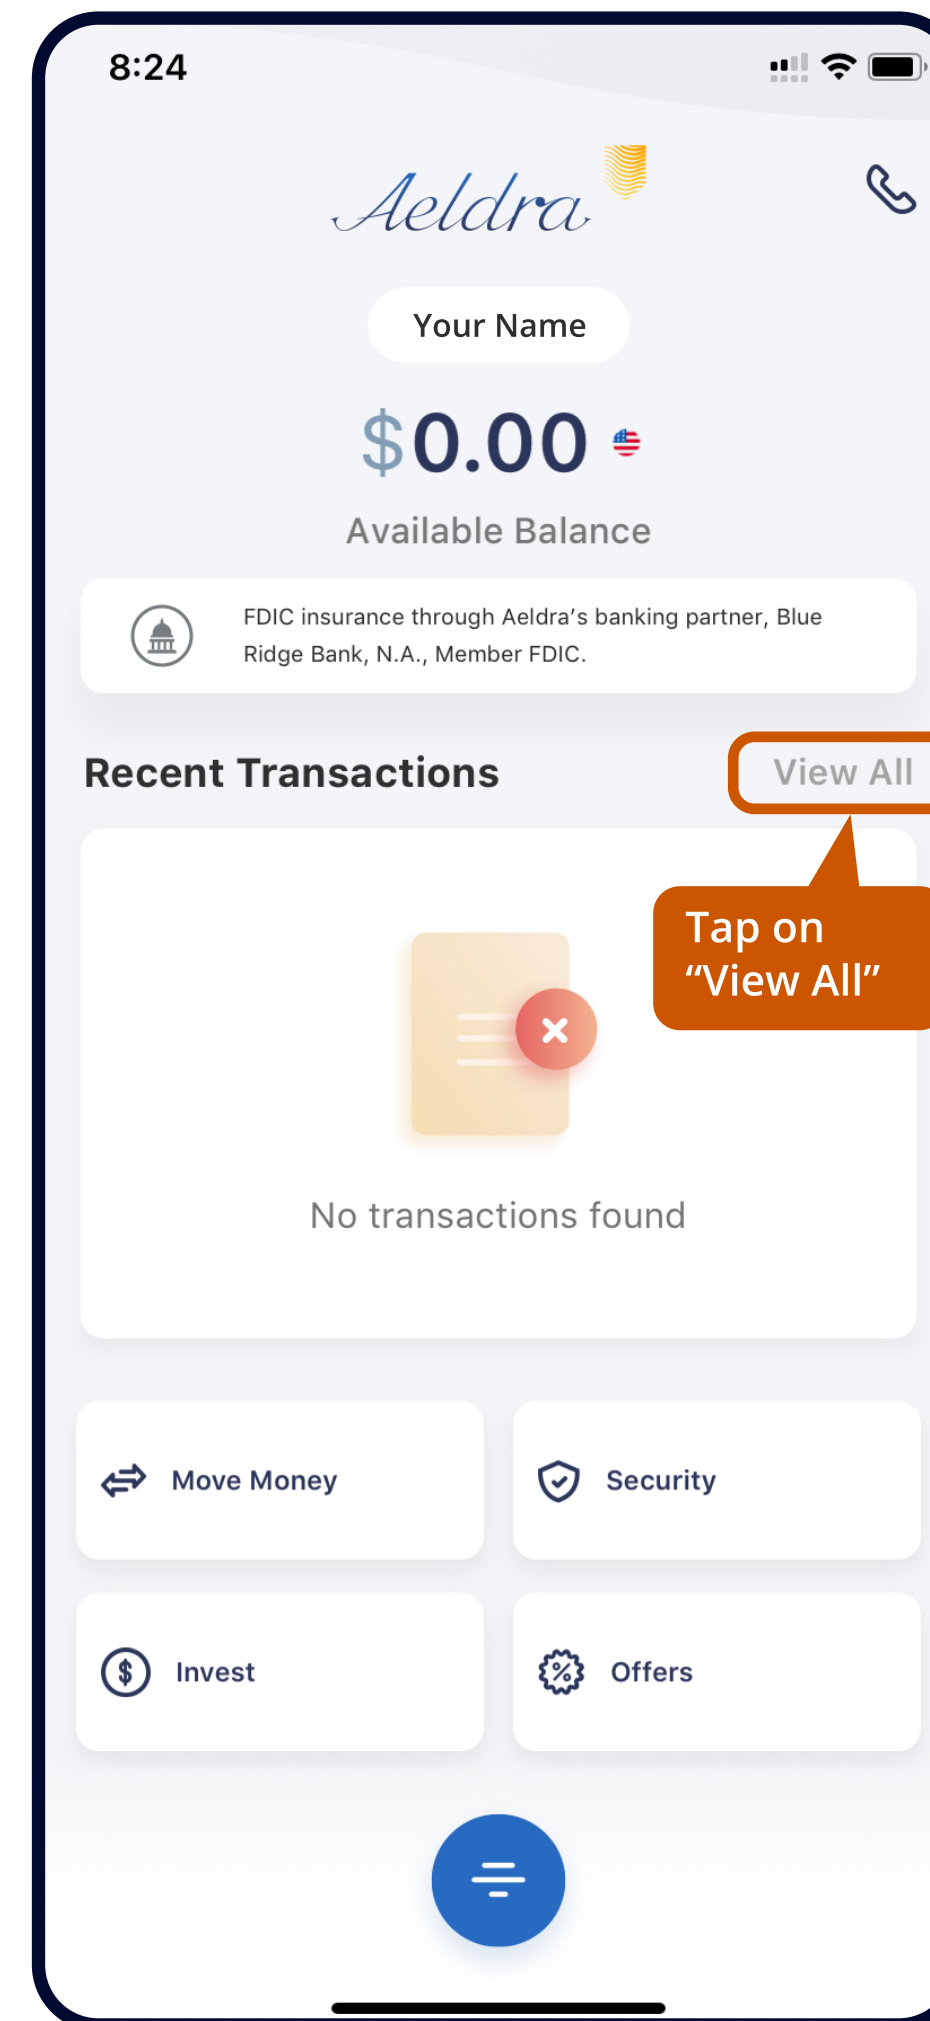 8:24
Aeldra
Your Name
$0.00
Available Balance
FDIC insurance through Aeldra’s banking partner, Blue
Ridge Bank, N.A., Member FDIC.
Recent Transactions
View All
Tap on
“View All”
No transactions found
Move Money
Security
Invest
Offers